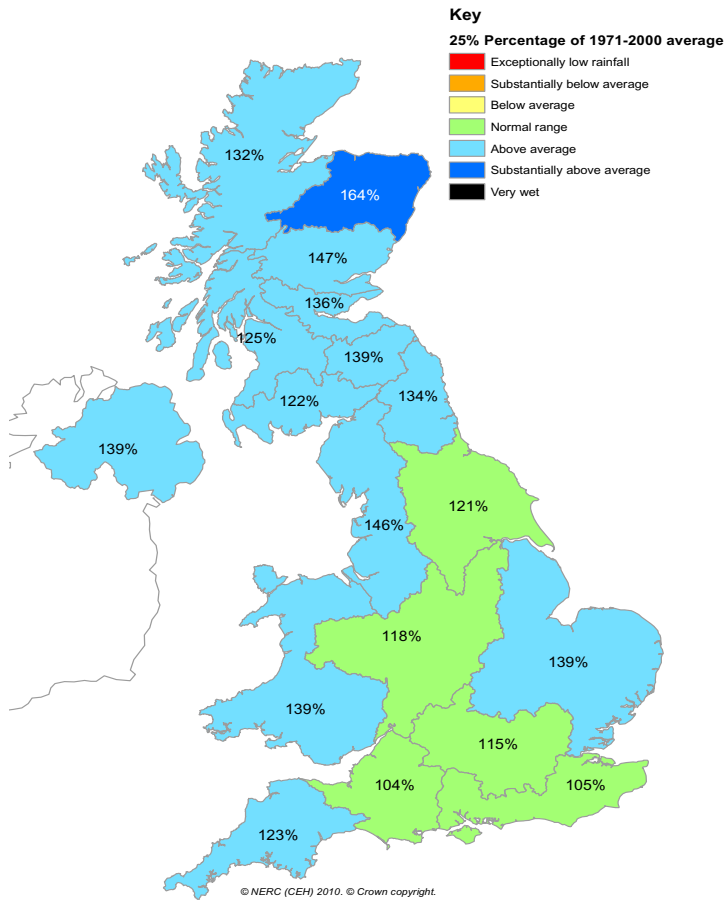 Key
25% Percentage of 1971-2000 average
Exceptionally low rainfall
Substantially below average
Below average
Normal range
Above average
Substantially above average
Very wet
132%
164%
147%
136%
125%
139%
122%
134%
139%
121%
146%
118%
139%
139%
115%
104%
105%
123%
© NERC (CEH) 2010. © Crown copyright.